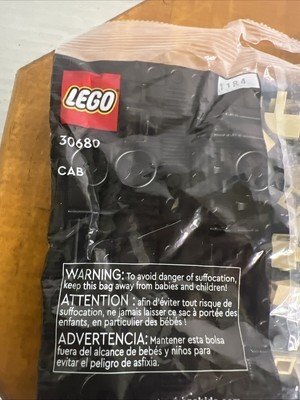 LEGO
30680
CAB
WARNING: To avoid danger of suffocation,
keep this bag away from babies and children!
ATTENTION : afin d'éviter tout risque de
suffocation, ne jamais laisser ce sac à portée des
enfants, en particulier des bébés !
ADVERTENCIA: Mantener esta bolsa
fuera del alcance de bebés y niños para
evitar el peligro de asfixia.